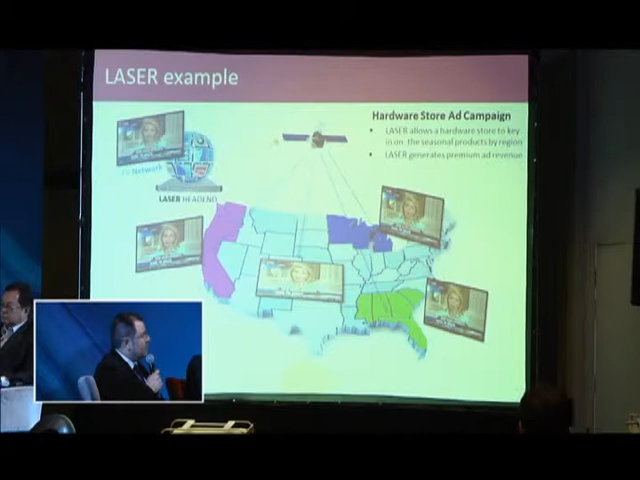 LASER example
Hardware Store Ad Campaign
• LASER allows a hardware store to key
in on the seasonal products by region
• LASER generates premium ad revenue
Network
LASER HEADEND